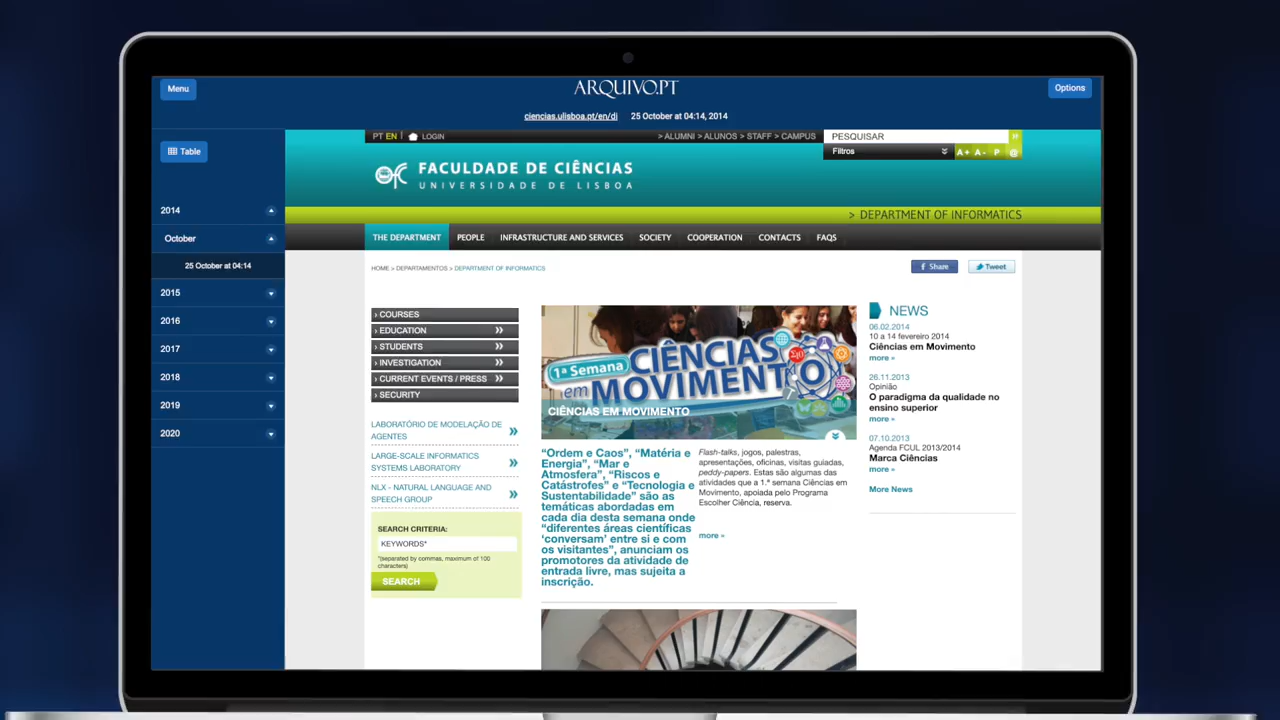 Menu
ARQUIVO.PT
Options
ciencias.ulisboa.pt/en/di 25 October at 04:14, 2014
Table
2014
October
25 October at 04:14
2015
2016
2017
2018
2019
2020
PT EN | LOGIN
> ALUMNI > ALUNOS > STAFF > CAMPUS
PESQUISAR »
Filtros
A+ A- P @
FACULDADE DE CIÊNCIAS
UNIVERSIDADE DE LISBOA
> DEPARTMENT OF INFORMATICS
THE DEPARTMENT PEOPLE INFRASTRUCTURE AND SERVICES SOCIETY COOPERATION CONTACTS FAQS
HOME > DEPARTAMENTOS > DEPARTMENT OF INFORMATICS
f Share
Tweet
› COURSES
› EDUCATION »
› STUDENTS »
› INVESTIGATION »
› CURRENT EVENTS / PRESS »
› SECURITY
LABORATÓRIO DE MODELAÇÃO DE
AGENTES »
LARGE-SCALE INFORMATICS
SYSTEMS LABORATORY »
NLX - NATURAL LANGUAGE AND
SPEECH GROUP »
SEARCH CRITERIA:
KEYWORDS*
*(separated by commas, maximum of 100
characters)
SEARCH
1ª Semana CIÊNCIAS
em MOVIMENTO
CIÊNCIAS EM MOVIMENTO
“Ordem e Caos”, “Matéria e
Energia”, “Mar e
Atmosfera”, “Riscos e
Catástrofes” e “Tecnologia e
Sustentabilidade” são as
temáticas abordadas em
cada dia desta semana onde
“diferentes áreas científicas
‘conversam’ entre si e com
os visitantes”, anunciam os
promotores da atividade de
entrada livre, mas sujeita a
inscrição.
Flash-talks, jogos, palestras,
apresentações, oficinas, visitas guiadas,
peddy-papers. Estas são algumas das
atividades que a 1.ª semana Ciências em
Movimento, apoiada pelo Programa
Escolher Ciência, reserva.
more »
NEWS
06.02.2014
10 a 14 fevereiro 2014
Ciências em Movimento
more »
26.11.2013
Opinião
O paradigma da qualidade no
ensino superior
more »
07.10.2013
Agenda FCUL 2013/2014
Marca Ciências
more »
More News